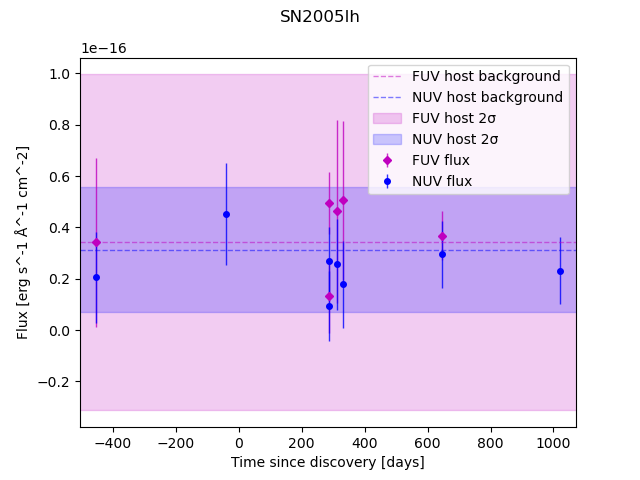 SN2005lh
1e−16
1.0
0.8
0.6
0.4
0.2
0.0
−0.2
Flux [erg s^-1 Å^-1 cm^-2]
FUV host background
NUV host background
FUV host 2σ
NUV host 2σ
FUV flux
NUV flux
−400 −200 0 200 400 600 800 1000
Time since discovery [days]